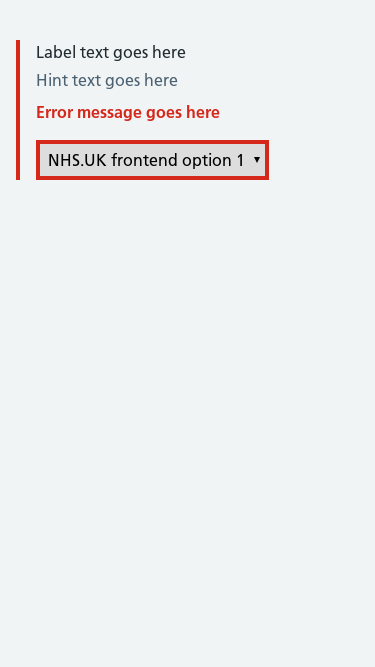 Label text goes here
Hint text goes here
Error message goes here
NHS.UK frontend option 1